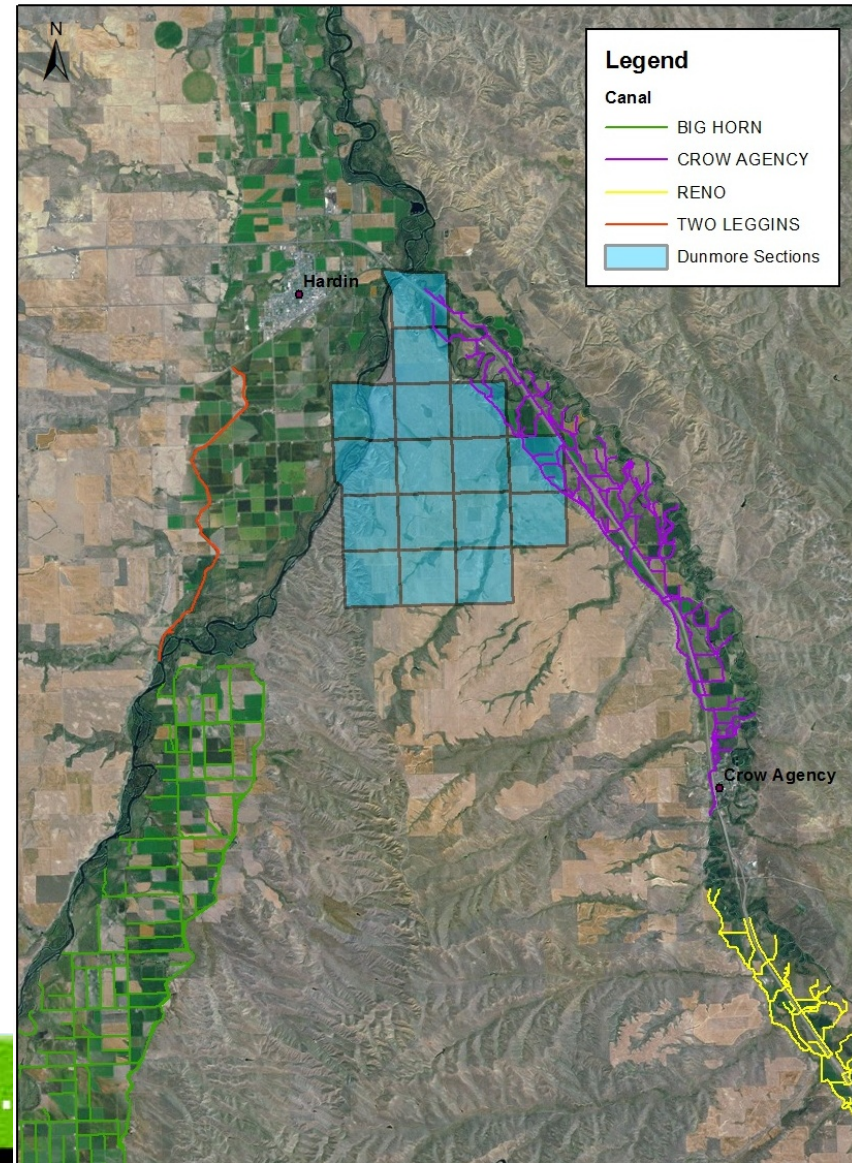 N
Legend
Canal
BIG HORN
CROW AGENCY
RENO
TWO LEGGINS
Dunmore Sections
Hardin
Crow Agency